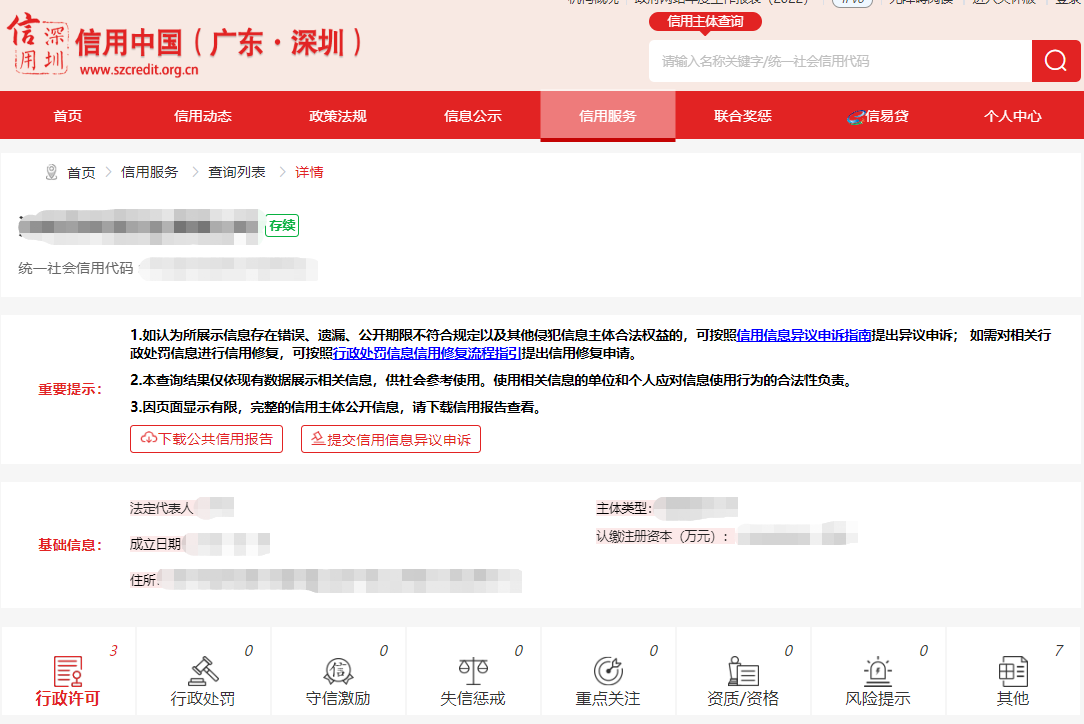 信用主体查询
信用中国（广东·深圳）
www.szcredit.org.cn
请输入名称关键字/统一社会信用代码
首页 信用动态 政策法规 信息公示 信用服务 联合奖惩 信易贷 个人中心
首页 信用服务 查询列表 详情
存续
统一社会信用代码
重要提示：
1.如认为所展示信息存在错误、遗漏、公开期限不符合规定以及其他侵犯信息主体合法权益的，可按照信用信息异议申诉指南提出异议申诉； 如需对相关行
政处罚信息进行信用修复，可按照行政处罚信息信用修复流程指引提出信用修复申请。
2.本查询结果仅依现有数据展示相关信息，供社会参考使用。使用相关信息的单位和个人应对信息使用行为的合法性负责。
3.因页面显示有限，完整的信用主体公开信息，请下载信用报告查看。
下载公共信用报告 提交信用信息异议申诉
基础信息：
法定代表人 主体类型：
认缴注册资本（万元）：
成立日期
住所
3 0 0 0 0 0 0 7
行政许可 行政处罚 守信激励 失信惩戒 重点关注 资质/资格 风险提示 其他